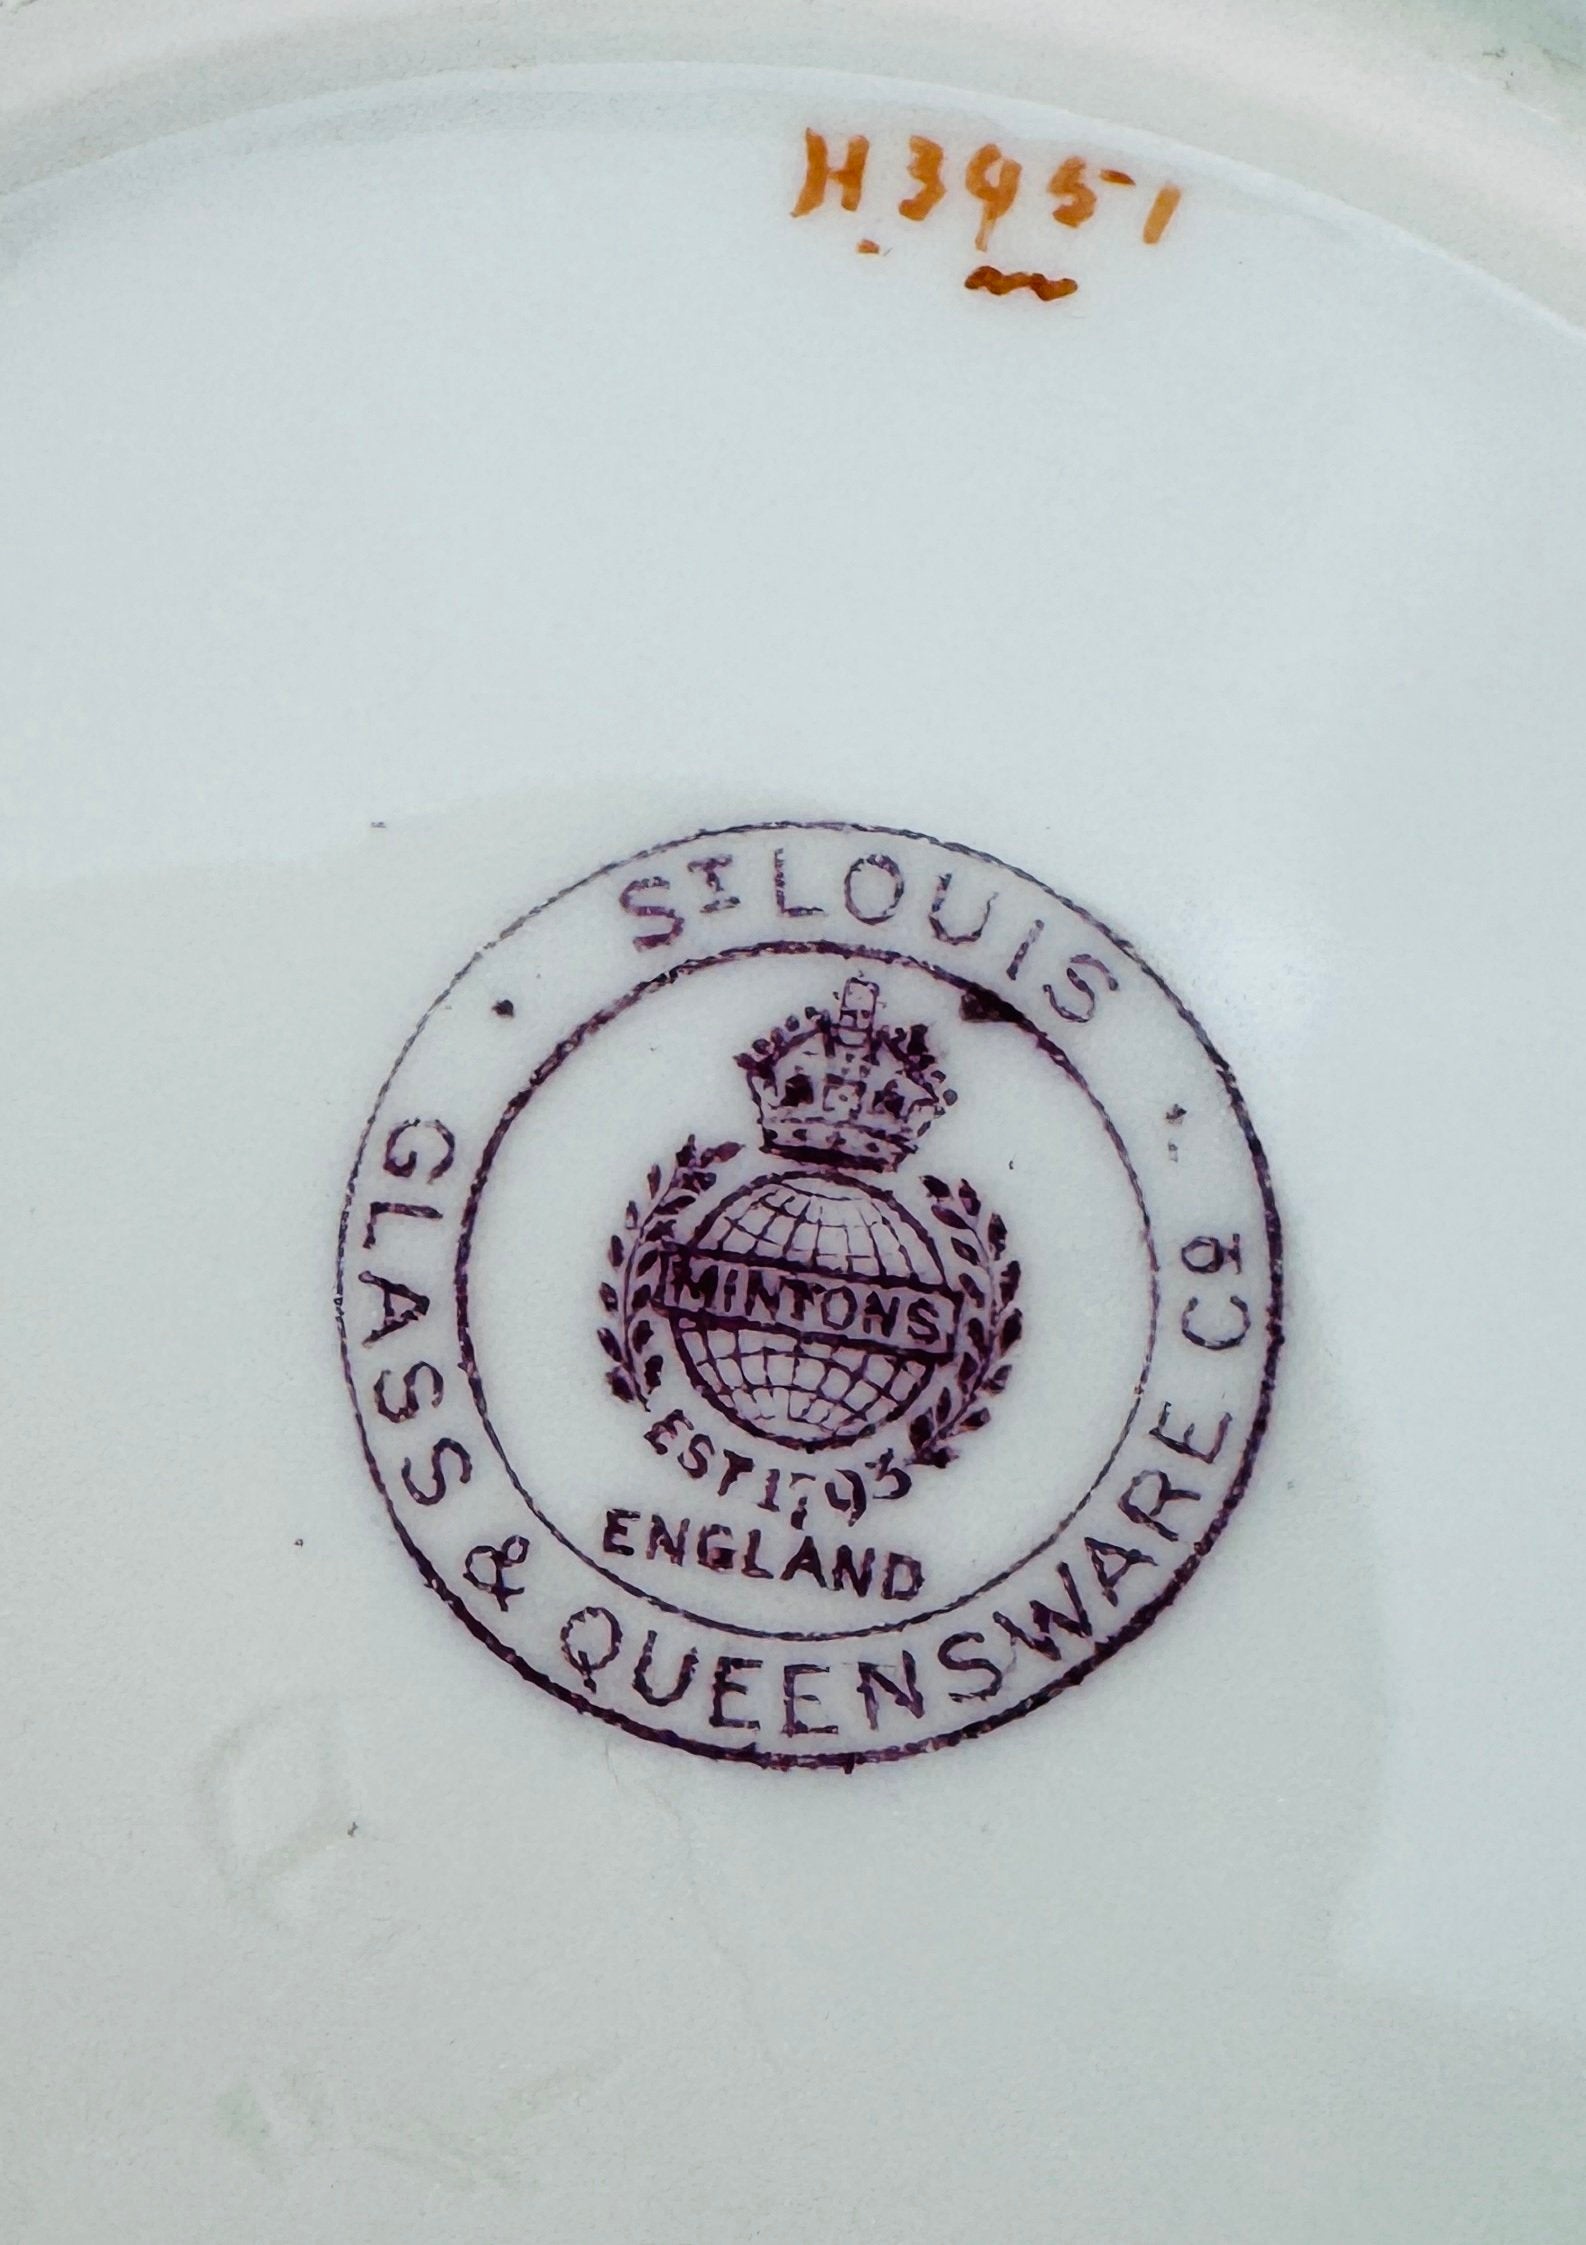 H3951
ST LOUIS
GLASS & QUEENSWARE Co
MINTONS
EST 1793
ENGLAND